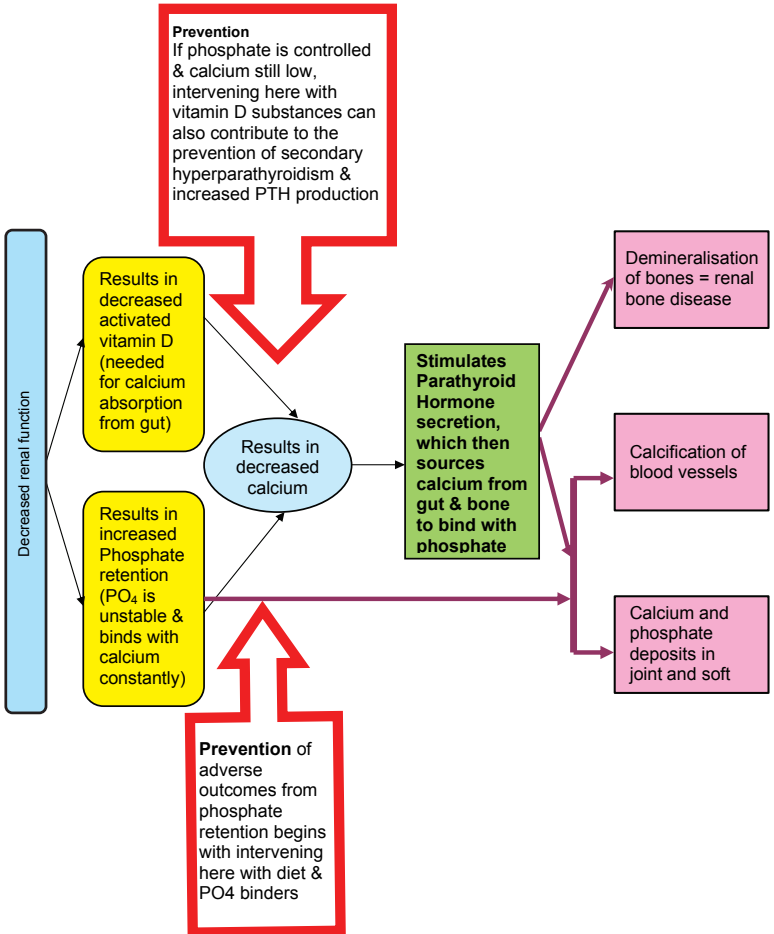 Prevention
If phosphate is controlled
& calcium still low,
intervening here with
vitamin D substances can
also contribute to the
prevention of secondary
hyperparathyroidism &
increased PTH production
Decreased renal function
Results in
decreased
activated
vitamin D
(needed
for calcium
absorption
from gut)
Results in
increased
Phosphate
retention
(PO₄ is
unstable &
binds with
calcium
constantly)
Results in
decreased
calcium
Stimulates
Parathyroid
Hormone
secretion,
which then
sources
calcium from
gut & bone
to bind with
phosphate
Demineralisation
of bones = renal
bone disease
Calcification of
blood vessels
Calcium and
phosphate
deposits in
joint and soft
Prevention of
adverse
outcomes from
phosphate
retention begins
with intervening
here with diet &
PO4 binders